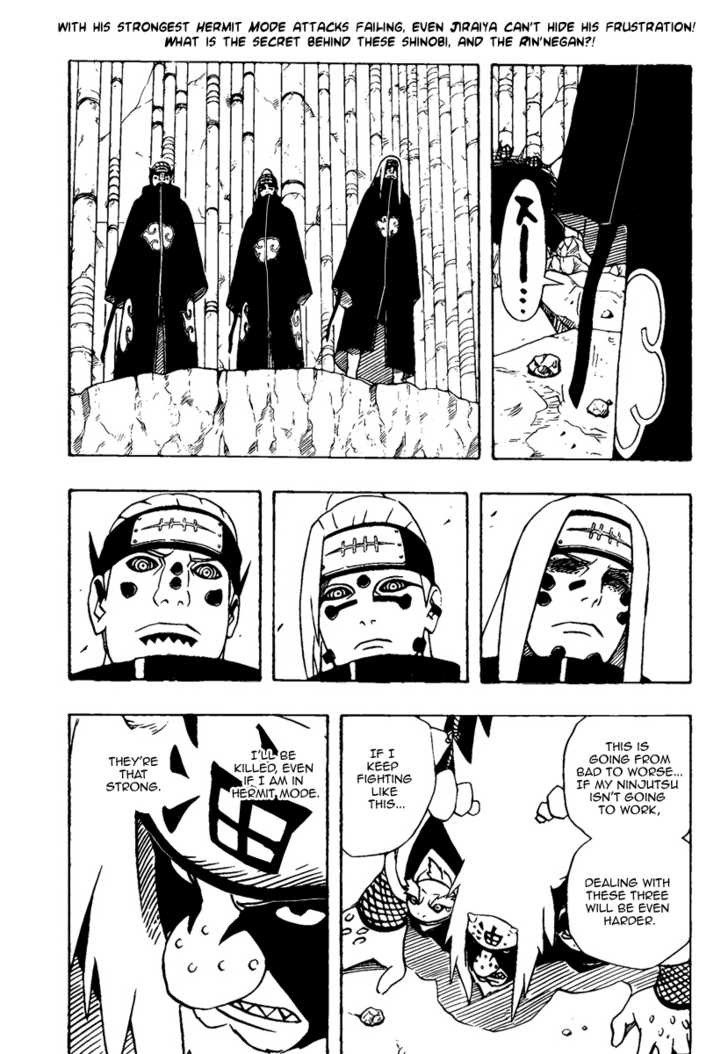 WITH HIS STRONGEST HERMIT MODE ATTACKS FAILING, EVEN JIRAIYA CAN'T HIDE HIS FRUSTRATION!
WHAT IS THE SECRET BEHIND THESE SHINOBI, AND THE RIN'NEGAN?!
スー…
THIS IS
GOING FROM
BAD TO WORSE...
IF MY NINJUTSU
ISN'T GOING
TO WORK,
DEALING WITH
THESE THREE
WILL BE EVEN
HARDER.
IF I
KEEP
FIGHTING
LIKE
THIS...
I'LL BE
KILLED, EVEN
IF I AM IN
HERMIT MODE.
THEY'RE
THAT
STRONG.
油